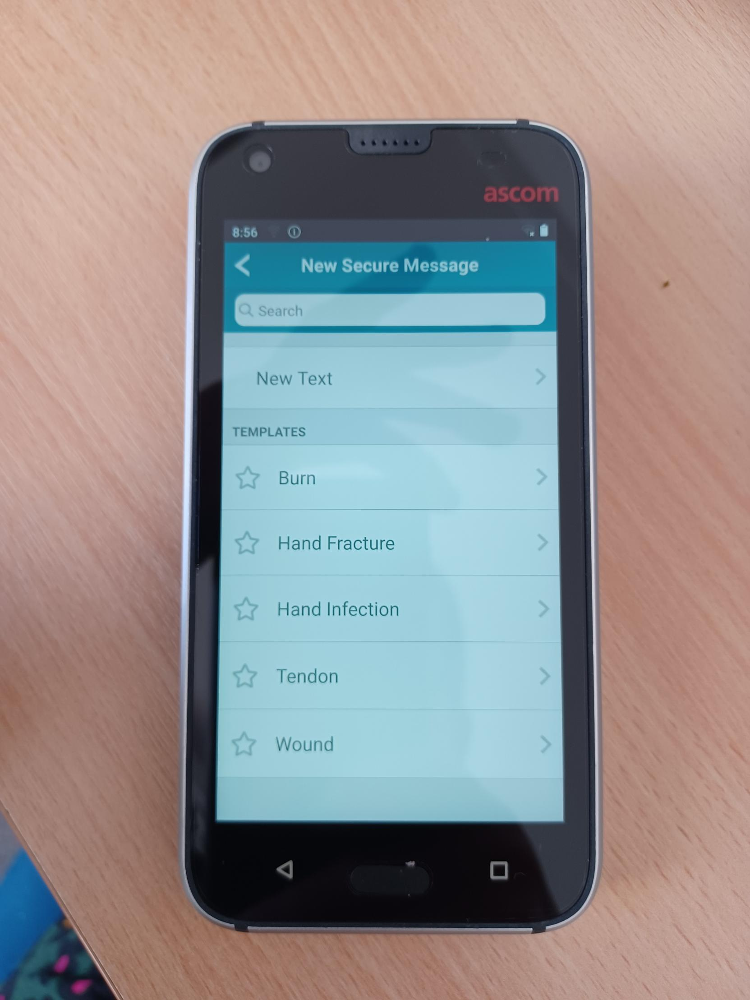 ascom
8:56
New Secure Message
Search
New Text
TEMPLATES
Burn
Hand Fracture
Hand Infection
Tendon
Wound